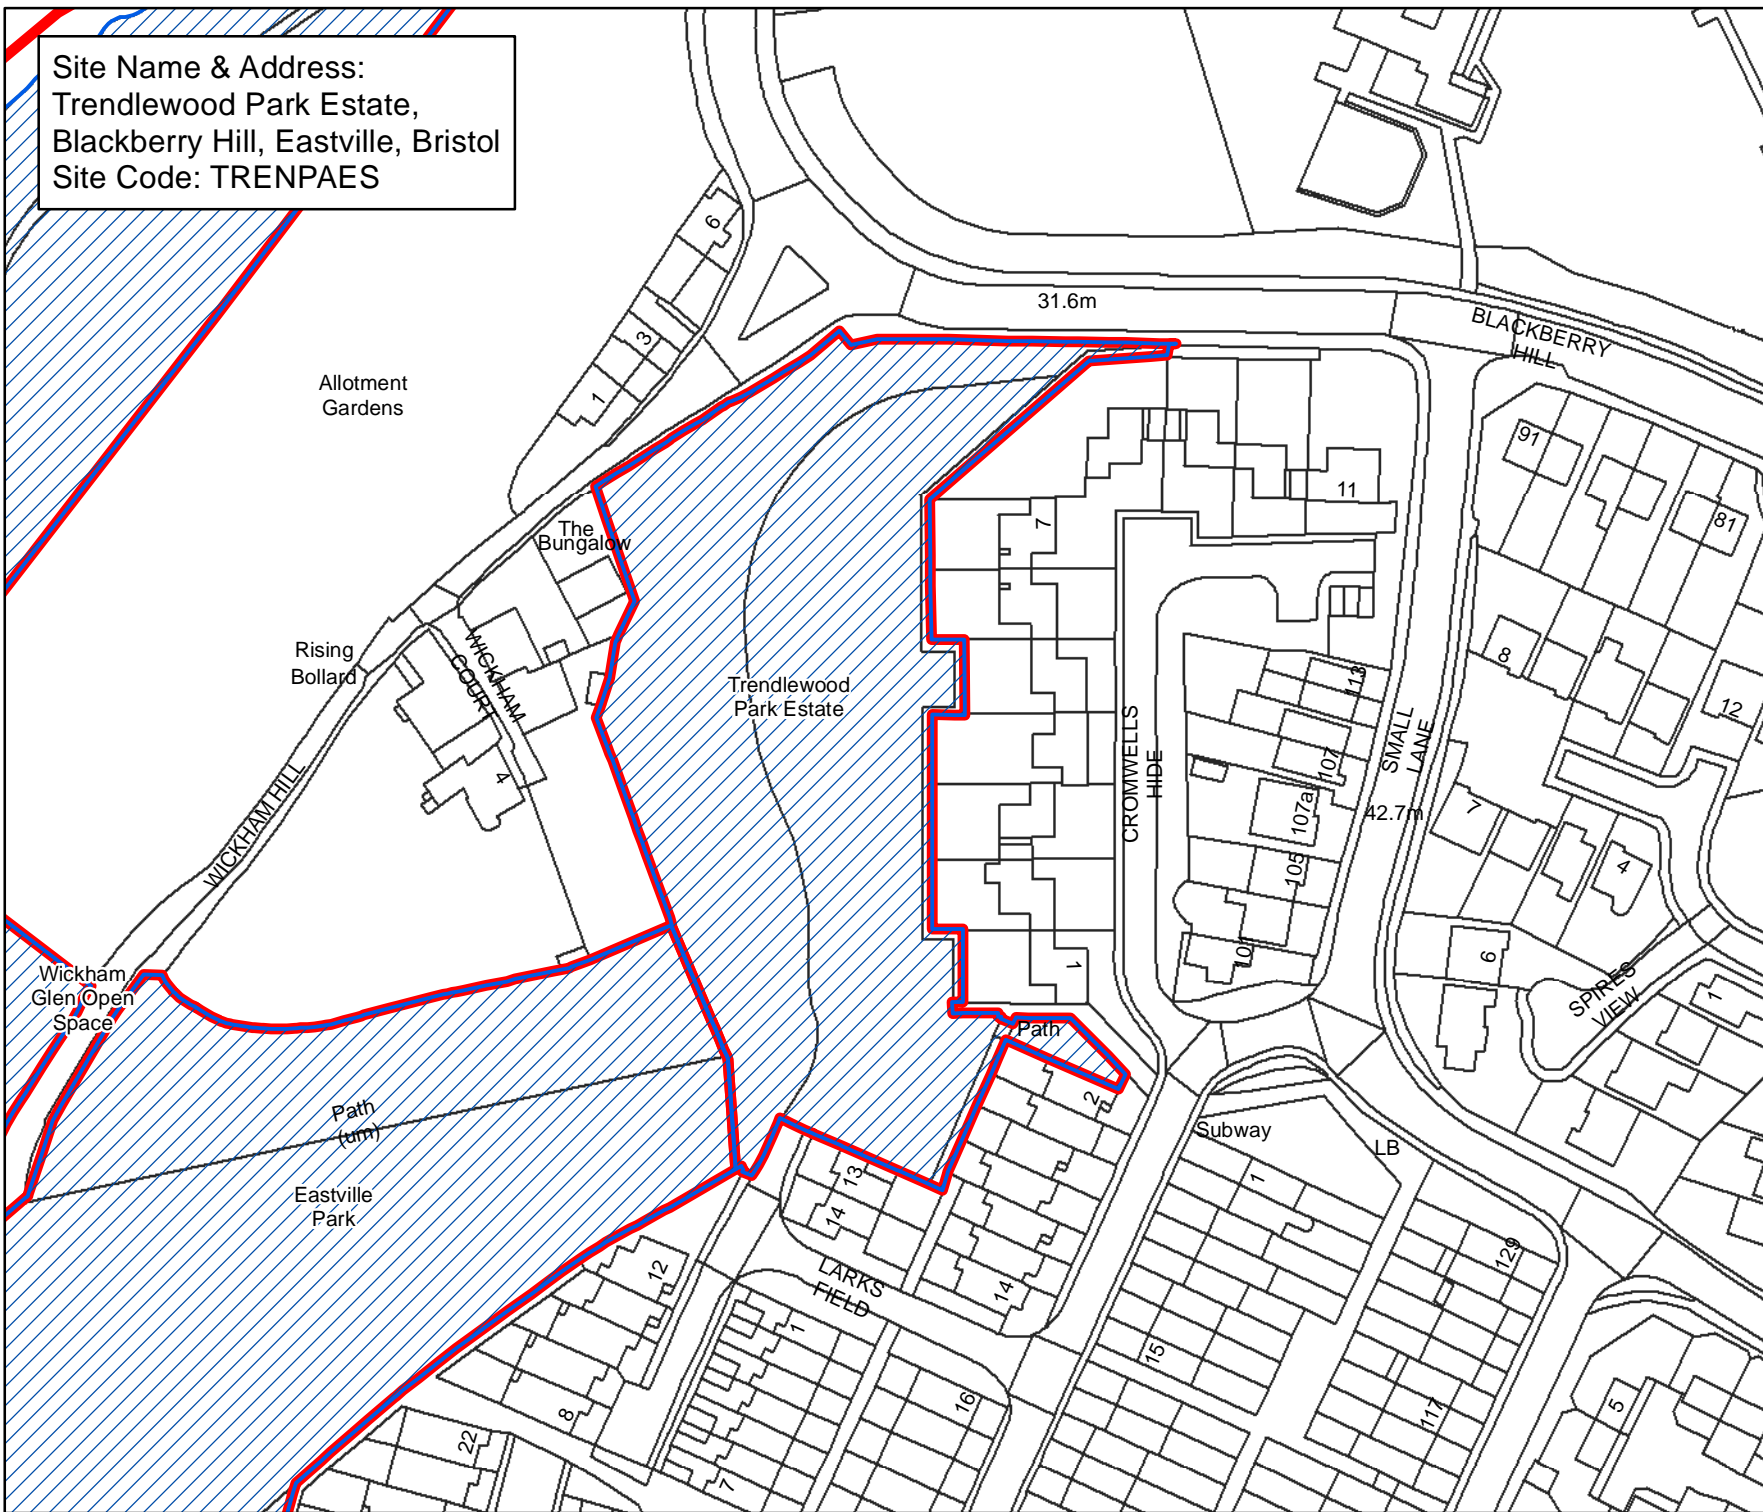 Site Name & Address:
Trendlewood Park Estate,
Blackberry Hill, Eastville, Bristol
Site Code: TRENPAES
6
31.6m
BLACKBERRY
HILL
3
Allotment
Gardens
1
91
11
81
The
Bungalow
7
Rising
Bollard
WICKHAM
COURT
8
113
Trendlewood
Park Estate
12
CROMWELLS
HIDE
SMALL
LANE
107
4
107a
42.7m
7
WICKHAM HILL
105
4
101
6
1
Wickham
Glen Open
Space
SPIRES
VIEW
1
Path
2
Path
(um)
Subway
LB
Eastville
Park
13
1
14
12
129
LARKS
FIELD
14
1
15
16
8
117
5
22
7